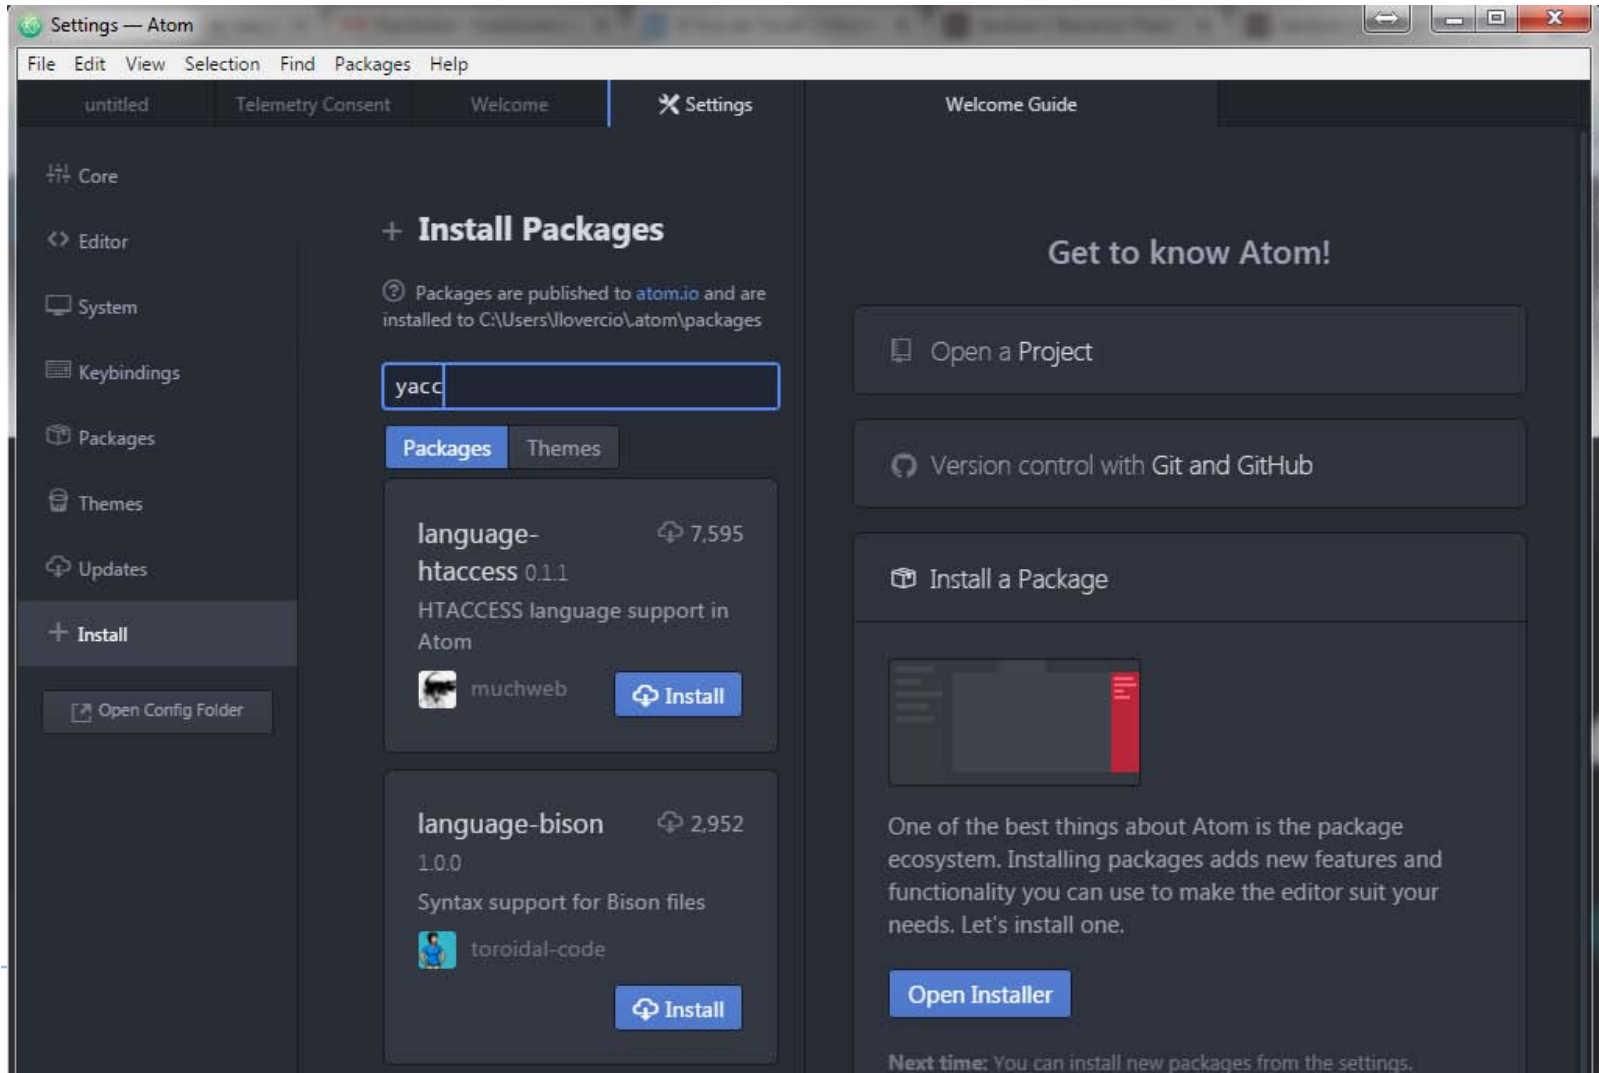 Settings — Atom
File Edit View Selection Find Packages Help
untitled
Telemetry Consent
Welcome
Settings
Welcome Guide
Core
Editor
System
Keybindings
Packages
Themes
Updates
Install
Open Config Folder
Install Packages
Packages are published to atom.io and are
installed to C:\Users\llovercio\.atom\packages
yacc
Packages
Themes
language-
htaccess 0.1.1
7,595
HTACCESS language support in
Atom
muchweb
Install
language-bison
2,952
1.0.0
Syntax support for Bison files
toroidal-code
Install
Get to know Atom!
Open a Project
Version control with Git and GitHub
Install a Package
One of the best things about Atom is the package
ecosystem. Installing packages adds new features and
functionality you can use to make the editor suit your
needs. Let's install one.
Open Installer
Next time: You can install new packages from the settings.